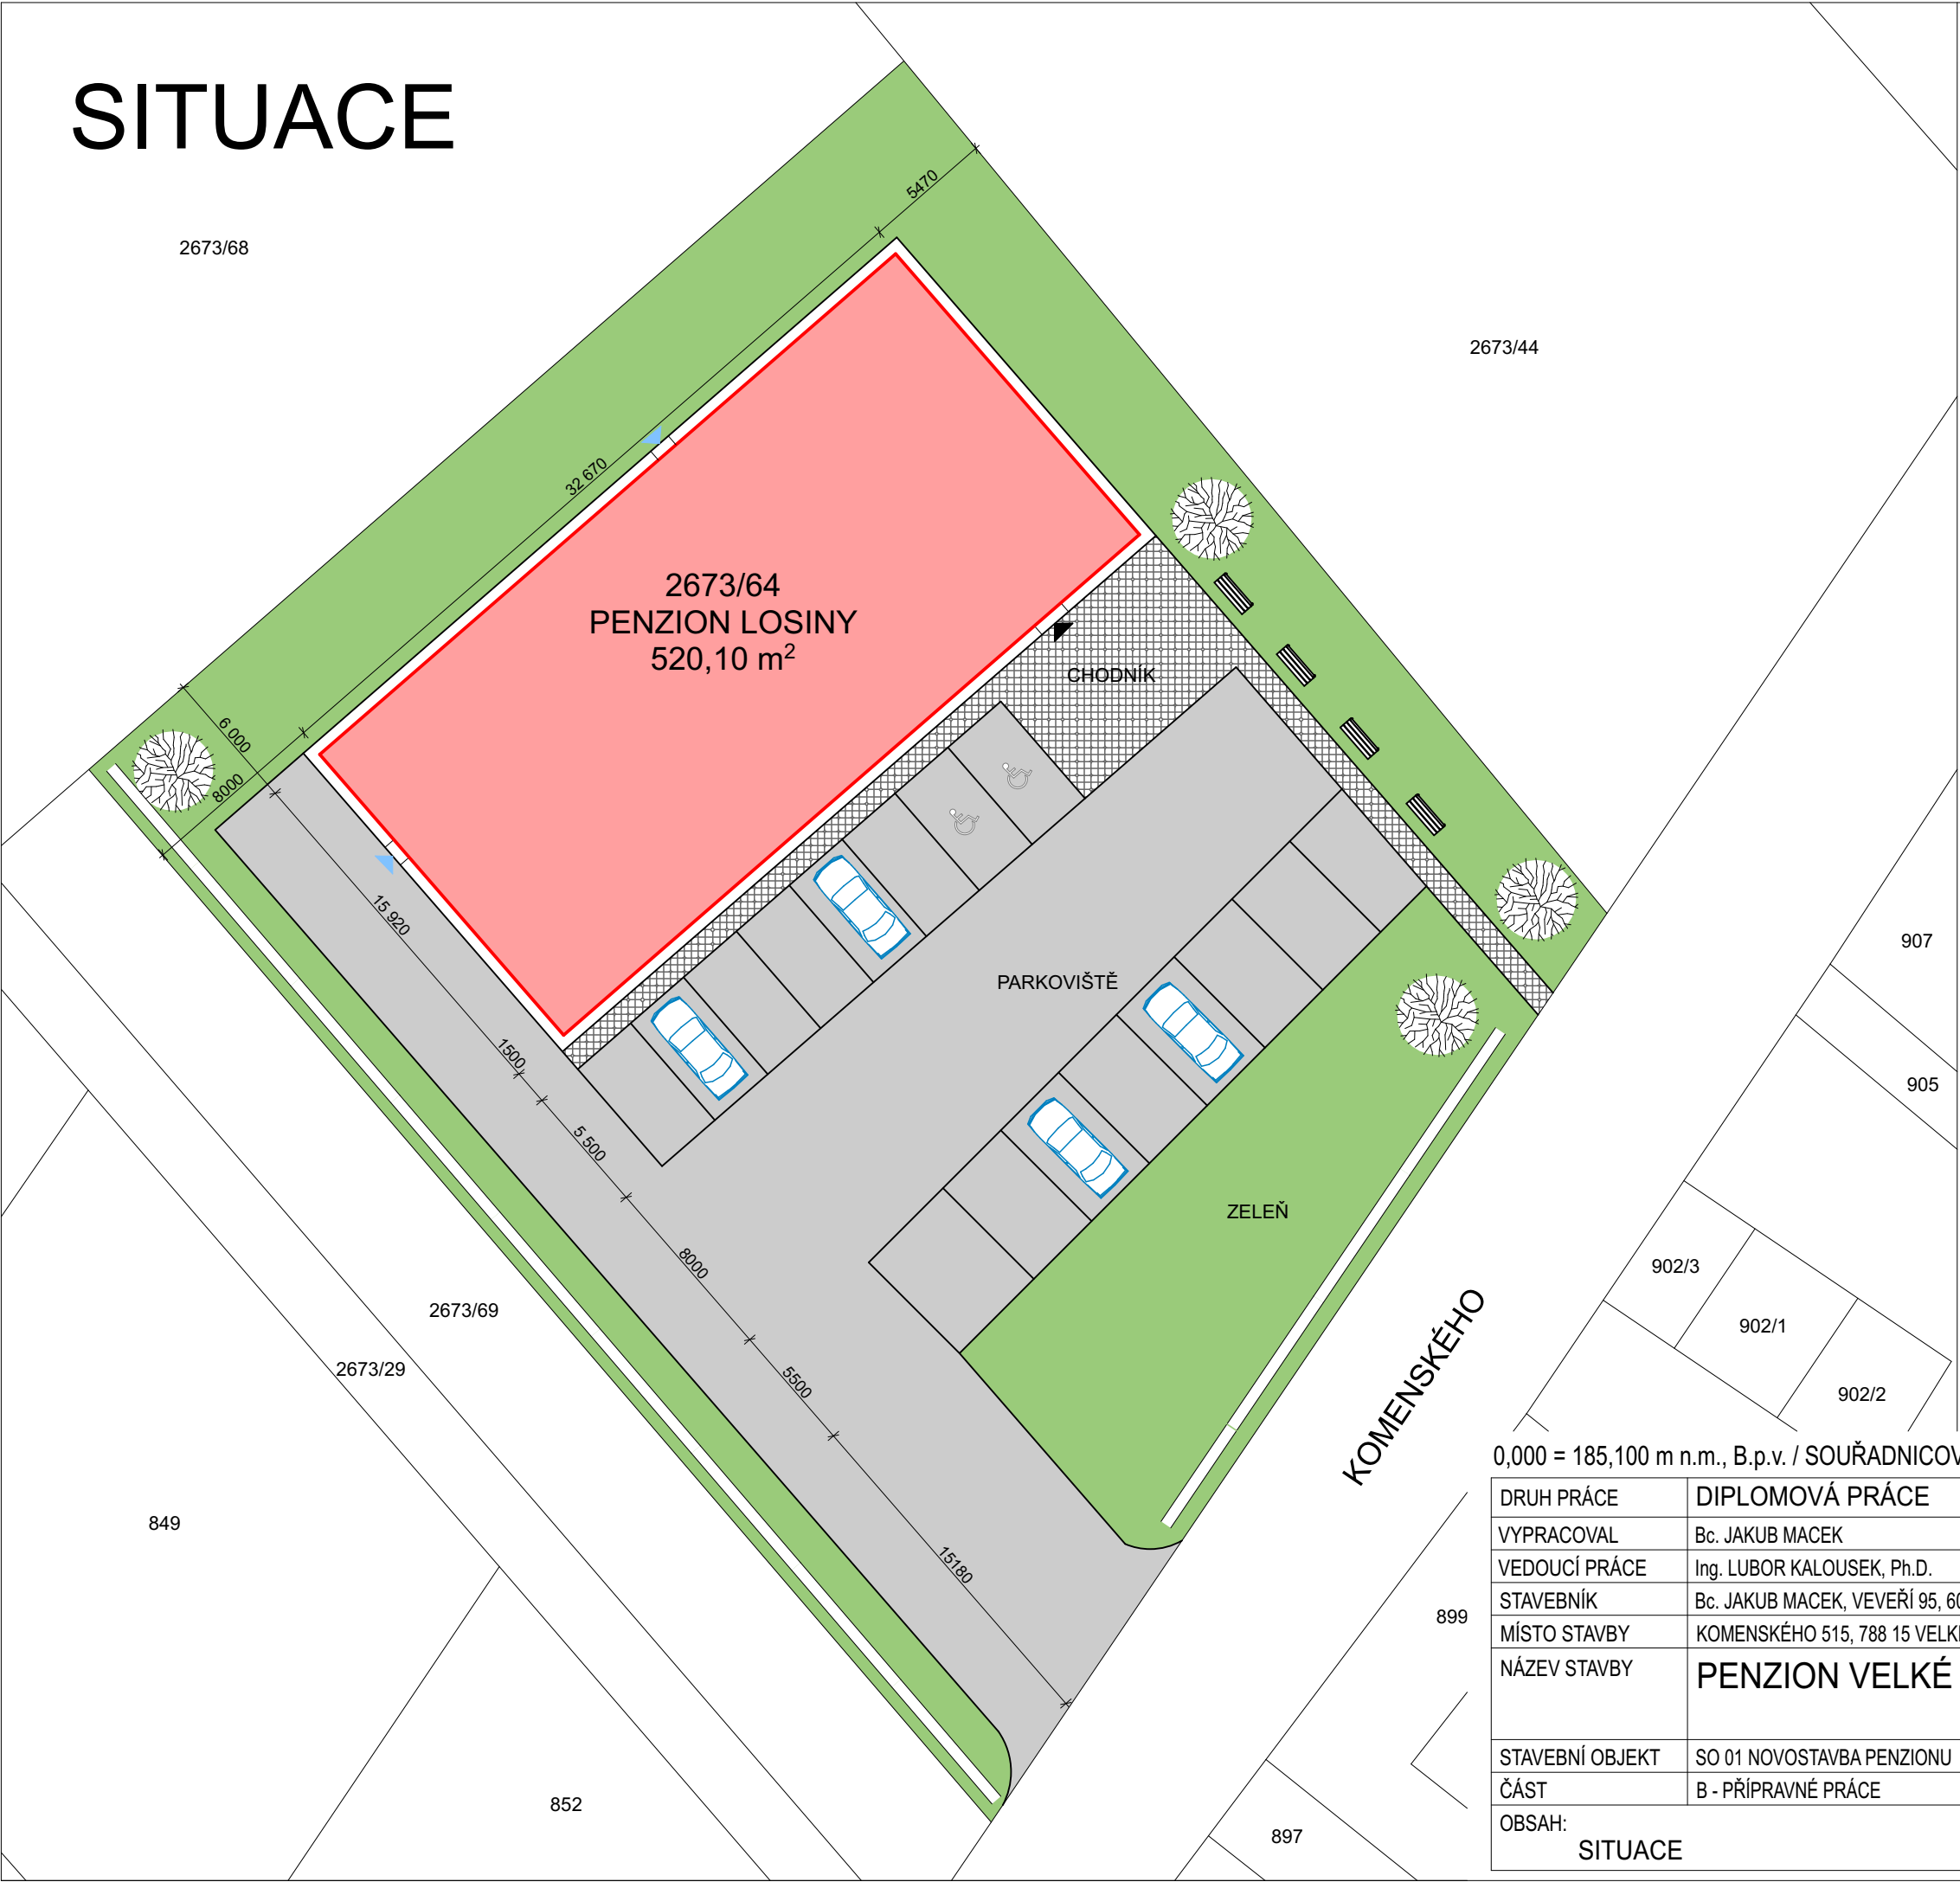 SITUACE
2673/68
5470
2673/44
32 670
2673/64
PENZION LOSINY
520,10 m²
CHODNÍK
6 000
8000
15 920
PARKOVIŠTĚ
907
1500
905
5 500
ZELEŇ
8000
902/3
2673/69
902/1
2673/29
5500
902/2
KOMENSKÉHO
849
15180
899
852
897
0,000 = 185,100 m n.m., B.p.v. / SOUŘADNICOV
DRUH PRÁCE DIPLOMOVÁ PRÁCE
VYPRACOVAL Bc. JAKUB MACEK
VEDOUCÍ PRÁCE Ing. LUBOR KALOUSEK, Ph.D.
STAVEBNÍK Bc. JAKUB MACEK, VEVEŘÍ 95, 60
MÍSTO STAVBY KOMENSKÉHO 515, 788 15 VELK
NÁZEV STAVBY PENZION VELKÉ
STAVEBNÍ OBJEKT SO 01 NOVOSTAVBA PENZIONU
ČÁST B - PŘÍPRAVNÉ PRÁCE
OBSAH:
SITUACE